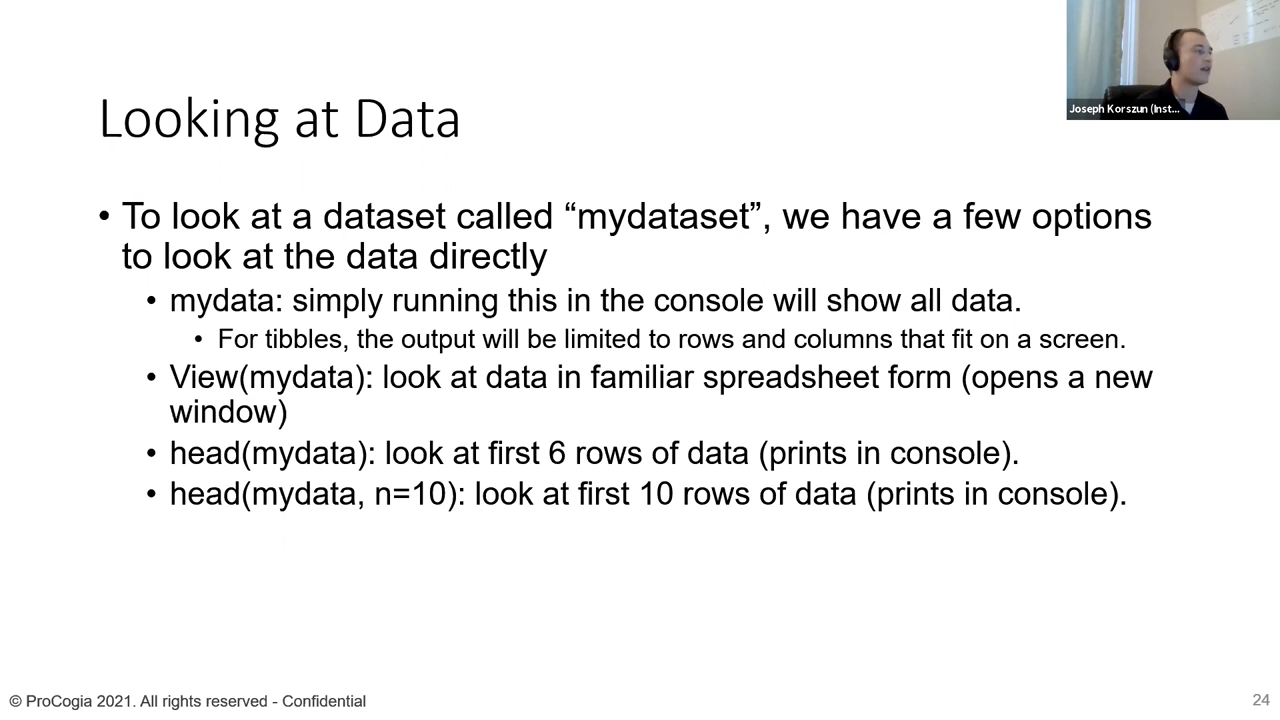 Joseph Korszun (Inst...
Looking at Data
• To look at a dataset called “mydataset”, we have a few options
to look at the data directly
• mydata: simply running this in the console will show all data.
• For tibbles, the output will be limited to rows and columns that fit on a screen.
• View(mydata): look at data in familiar spreadsheet form (opens a new
window)
• head(mydata): look at first 6 rows of data (prints in console).
• head(mydata, n=10): look at first 10 rows of data (prints in console).
© ProCogia 2021. All rights reserved - Confidential
24